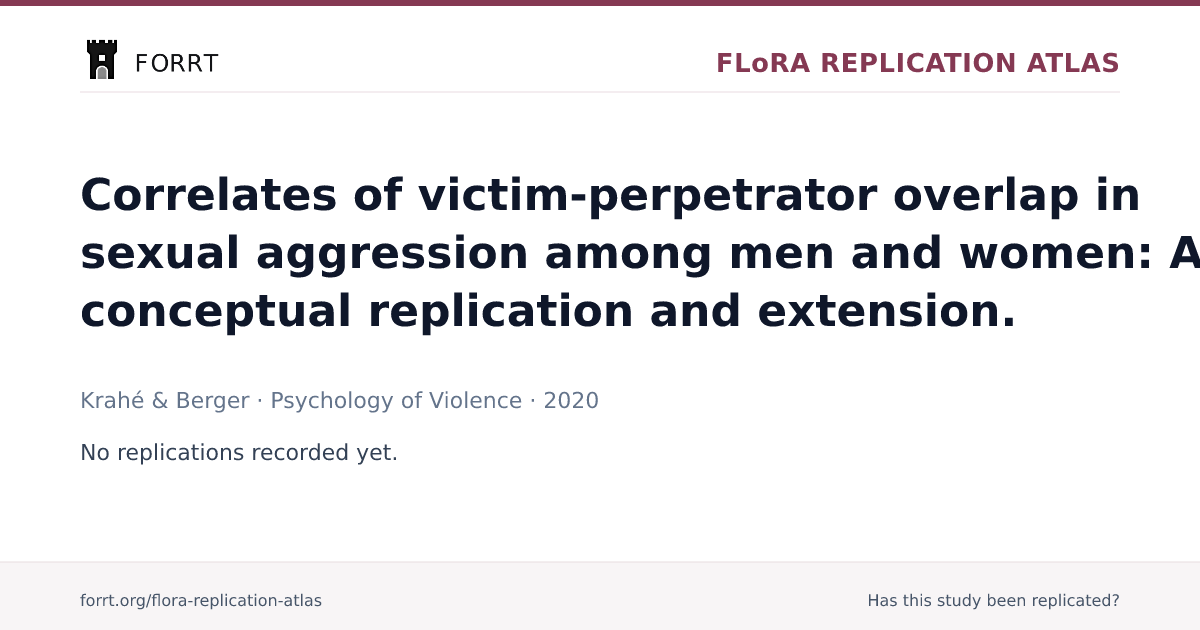 FORRT
FLoRA REPLICATION ATLAS
Correlates of victim-perpetrator overlap in
sexual aggression among men and women: A
conceptual replication and extension.
Krahé & Berger · Psychology of Violence · 2020
No replications recorded yet.
forrt.org/flora-replication-atlas
Has this study been replicated?